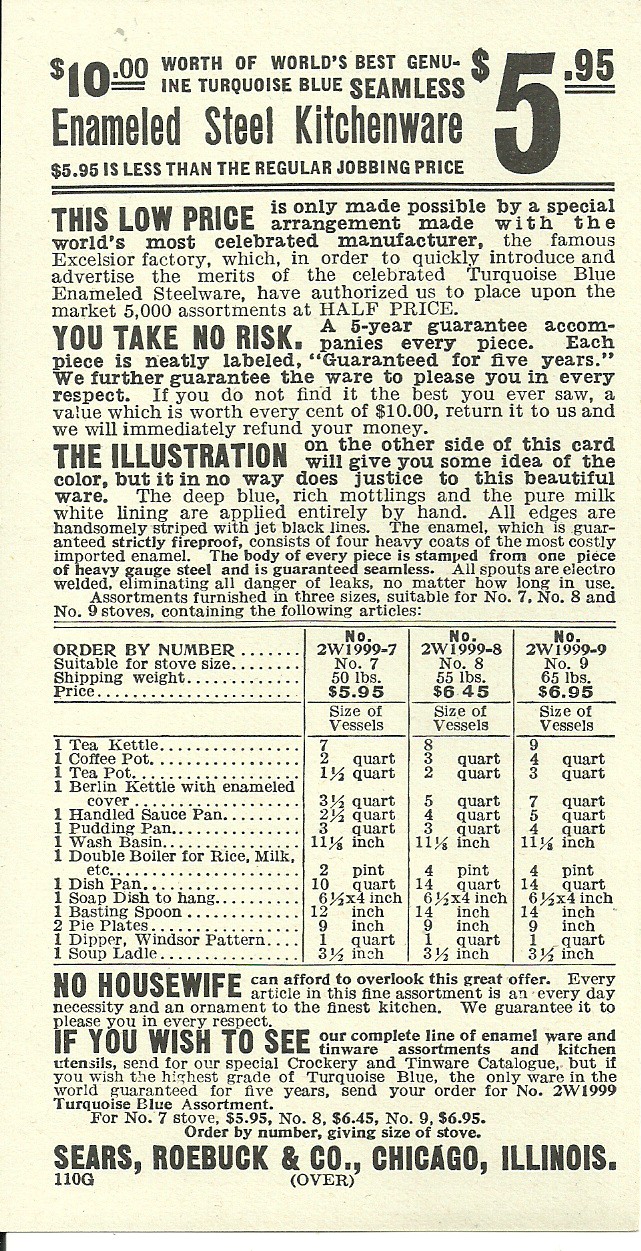 $10.00 WORTH OF WORLD'S BEST GENU-
INE TURQUOISE BLUE SEAMLESS
Enameled Steel Kitchenware
$5.95 IS LESS THAN THE REGULAR JOBBING PRICE
$5.95
THIS LOW PRICE is only made possible by a special
arrangement made with the
world's most celebrated manufacturer, the famous
Excelsior factory, which, in order to quickly introduce and
advertise the merits of the celebrated Turquoise Blue
Enameled Steelware, have authorized us to place upon the
market 5,000 assortments at HALF PRICE.
YOU TAKE NO RISK. A 5-year guarantee accom-
panies every piece. Each
piece is neatly labeled, "Guaranteed for five years."
We further guarantee the ware to please you in every
respect. If you do not find it the best you ever saw, a
value which is worth every cent of $10.00, return it to us and
we will immediately refund your money.
THE ILLUSTRATION on the other side of this card
will give you some idea of the
color, but it in no way does justice to this beautiful
ware. The deep blue, rich mottlings and the pure milk
white lining are applied entirely by hand. All edges are
handsomely striped with jet black lines. The enamel, which is guar-
anteed strictly fireproof, consists of four heavy coats of the most costly
imported enamel. The body of every piece is stamped from one piece
of heavy gauge steel and is guaranteed seamless. All spouts are electro
welded, eliminating all danger of leaks, no matter how long in use.
Assortments furnished in three sizes, suitable for No. 7, No. 8 and
No. 9 stoves, containing the following articles:
No. No. No.
ORDER BY NUMBER ....... 2W1999-7 2W1999-8 2W1999-9
Suitable for stove size........ No. 7 No. 8 No. 9
Shipping weight............. 50 lbs. 55 lbs. 65 lbs.
Price....................... $5.95 $6 45 $6.95
Size of Size of Size of
Vessels Vessels Vessels
1 Tea Kettle................ 7 8 9
1 Coffee Pot................ 2 quart 3 quart 4 quart
1 Tea Pot................... 1½ quart 2 quart 3 quart
1 Berlin Kettle with enameled
cover .................. 3½ quart 5 quart 7 quart
1 Handled Sauce Pan......... 2½ quart 4 quart 5 quart
1 Pudding Pan.............. 3 quart 3 quart 4 quart
1 Wash Basin............... 11⅛ inch 11⅛ inch 11⅛ inch
1 Double Boiler for Rice, Milk,
etc..................... 2 pint 4 pint 4 pint
1 Dish Pan.................. 10 quart 14 quart 14 quart
1 Soap Dish to hang......... 6½x4 inch 6½x4 inch 6½x4 inch
1 Basting Spoon ............ 12 inch 14 inch 14 inch
2 Pie Plates................. 9 inch 9 inch 9 inch
1 Dipper, Windsor Pattern.... 1 quart 1 quart 1 quart
1 Soup Ladle................ 3½ inch 3½ inch 3½ inch
NO HOUSEWIFE can afford to overlook this great offer. Every
article in this fine assortment is an every day
necessity and an ornament to the finest kitchen. We guarantee it to
please you in every respect.
IF YOU WISH TO SEE our complete line of enamel ware and
tinware assortments and kitchen
utensils, send for our special Crockery and Tinware Catalogue, but if
you wish the highest grade of Turquoise Blue, the only ware in the
world guaranteed for five years, send your order for No. 2W1999
Turquoise Blue Assortment.
For No. 7 stove, $5.95, No. 8, $6.45, No. 9, $6.95.
Order by number, giving size of stove.
SEARS, ROEBUCK & CO., CHICAGO, ILLINOIS.
110G (OVER)